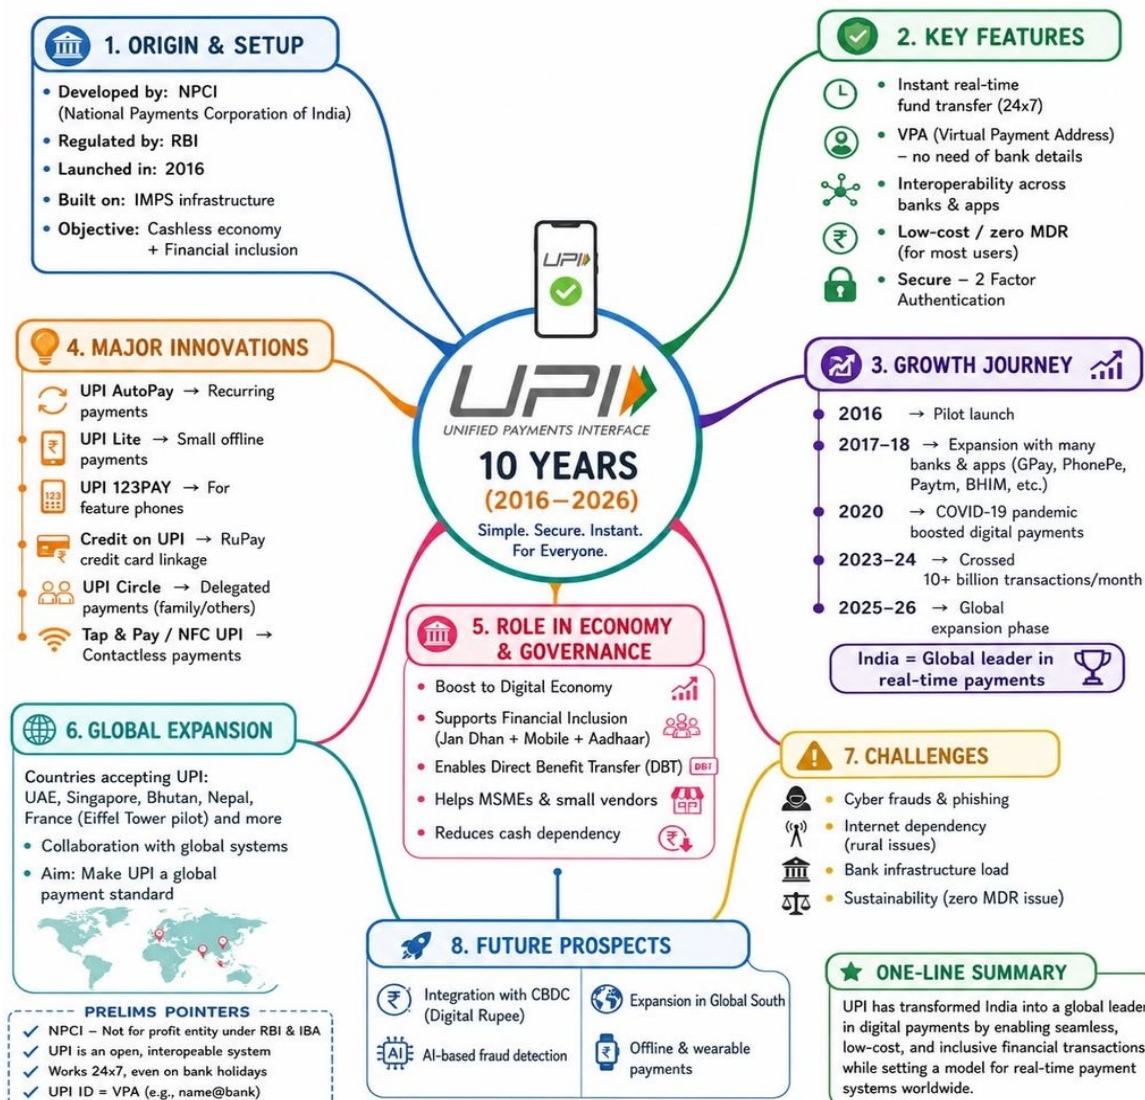 1. ORIGIN & SETUP
• Developed by: NPCI
(National Payments Corporation of India)
• Regulated by: RBI
• Launched in: 2016
• Built on: IMPS infrastructure
• Objective: Cashless economy
+ Financial inclusion
2. KEY FEATURES
• Instant real-time
fund transfer (24x7)
• VPA (Virtual Payment Address)
– no need of bank details
• Interoperability across
banks & apps
₹
• Low-cost / zero MDR
(for most users)
• Secure – 2 Factor
Authentication
UPI
UPI
UNIFIED PAYMENTS INTERFACE
10 YEARS
(2016–2026)
Simple. Secure. Instant.
For Everyone.
3. GROWTH JOURNEY
2016 → Pilot launch
2017–18 → Expansion with many
banks & apps (GPay, PhonePe,
Paytm, BHIM, etc.)
2020 → COVID-19 pandemic
boosted digital payments
2023–24 → Crossed
10+ billion transactions/month
2025–26 → Global
expansion phase
India = Global leader in
real-time payments
4. MAJOR INNOVATIONS
UPI AutoPay → Recurring
payments
₹
UPI Lite → Small offline
payments
123
UPI 123PAY → For
feature phones
₹
Credit on UPI → RuPay
credit card linkage
UPI Circle → Delegated
payments (family/others)
Tap & Pay / NFC UPI →
Contactless payments
5. ROLE IN ECONOMY
& GOVERNANCE
• Boost to Digital Economy
• Supports Financial Inclusion
(Jan Dhan + Mobile + Aadhaar)
• Enables Direct Benefit Transfer (DBT)
DBT
• Helps MSMEs & small vendors
• Reduces cash dependency
₹
6. GLOBAL EXPANSION
Countries accepting UPI:
UAE, Singapore, Bhutan, Nepal,
France (Eiffel Tower pilot) and more
• Collaboration with global systems
• Aim: Make UPI a global
payment standard
7. CHALLENGES
• Cyber frauds & phishing
• Internet dependency
(rural issues)
• Bank infrastructure load
• Sustainability (zero MDR issue)
8. FUTURE PROSPECTS
₹
Integration with CBDC
(Digital Rupee)
AI
AI-based fraud detection
Expansion in Global South
₹
Offline & wearable
payments
PRELIMS POINTERS
✓ NPCI – Not for profit entity under RBI & IBA
✓ UPI is an open, interopeable system
✓ Works 24x7, even on bank holidays
✓ UPI ID = VPA (e.g., name@bank)
ONE-LINE SUMMARY
UPI has transformed India into a global leader
in digital payments by enabling seamless,
low-cost, and inclusive financial transactions
while setting a model for real-time payment
systems worldwide.